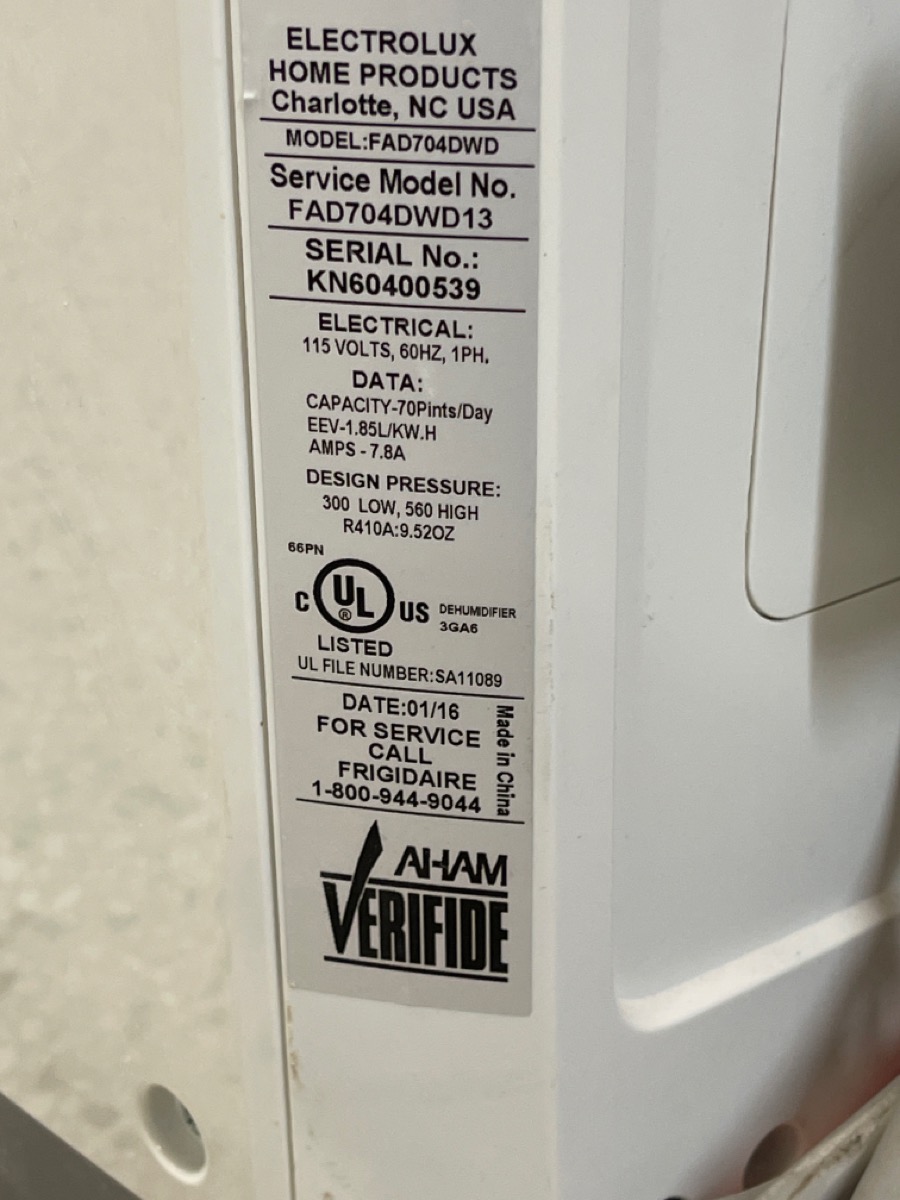 ELECTROLUX
HOME PRODUCTS
Charlotte, NC USA
MODEL:FAD704DWD
Service Model No.
FAD704DWD13
SERIAL No.:
KN60400539
ELECTRICAL:
115 VOLTS, 60HZ, 1PH.
DATA:
CAPACITY-70Pints/Day
EEV-1.85L/KW.H
AMPS - 7.8A
DESIGN PRESSURE:
300 LOW, 560 HIGH
R410A:9.52OZ
66PN
C UL ® US DEHUMIDIFIER
3GA6
LISTED
UL FILE NUMBER:SA11089
DATE:01/16
FOR SERVICE
CALL
FRIGIDAIRE
1-800-944-9044
Made in China
AHAM
VERIFIDE